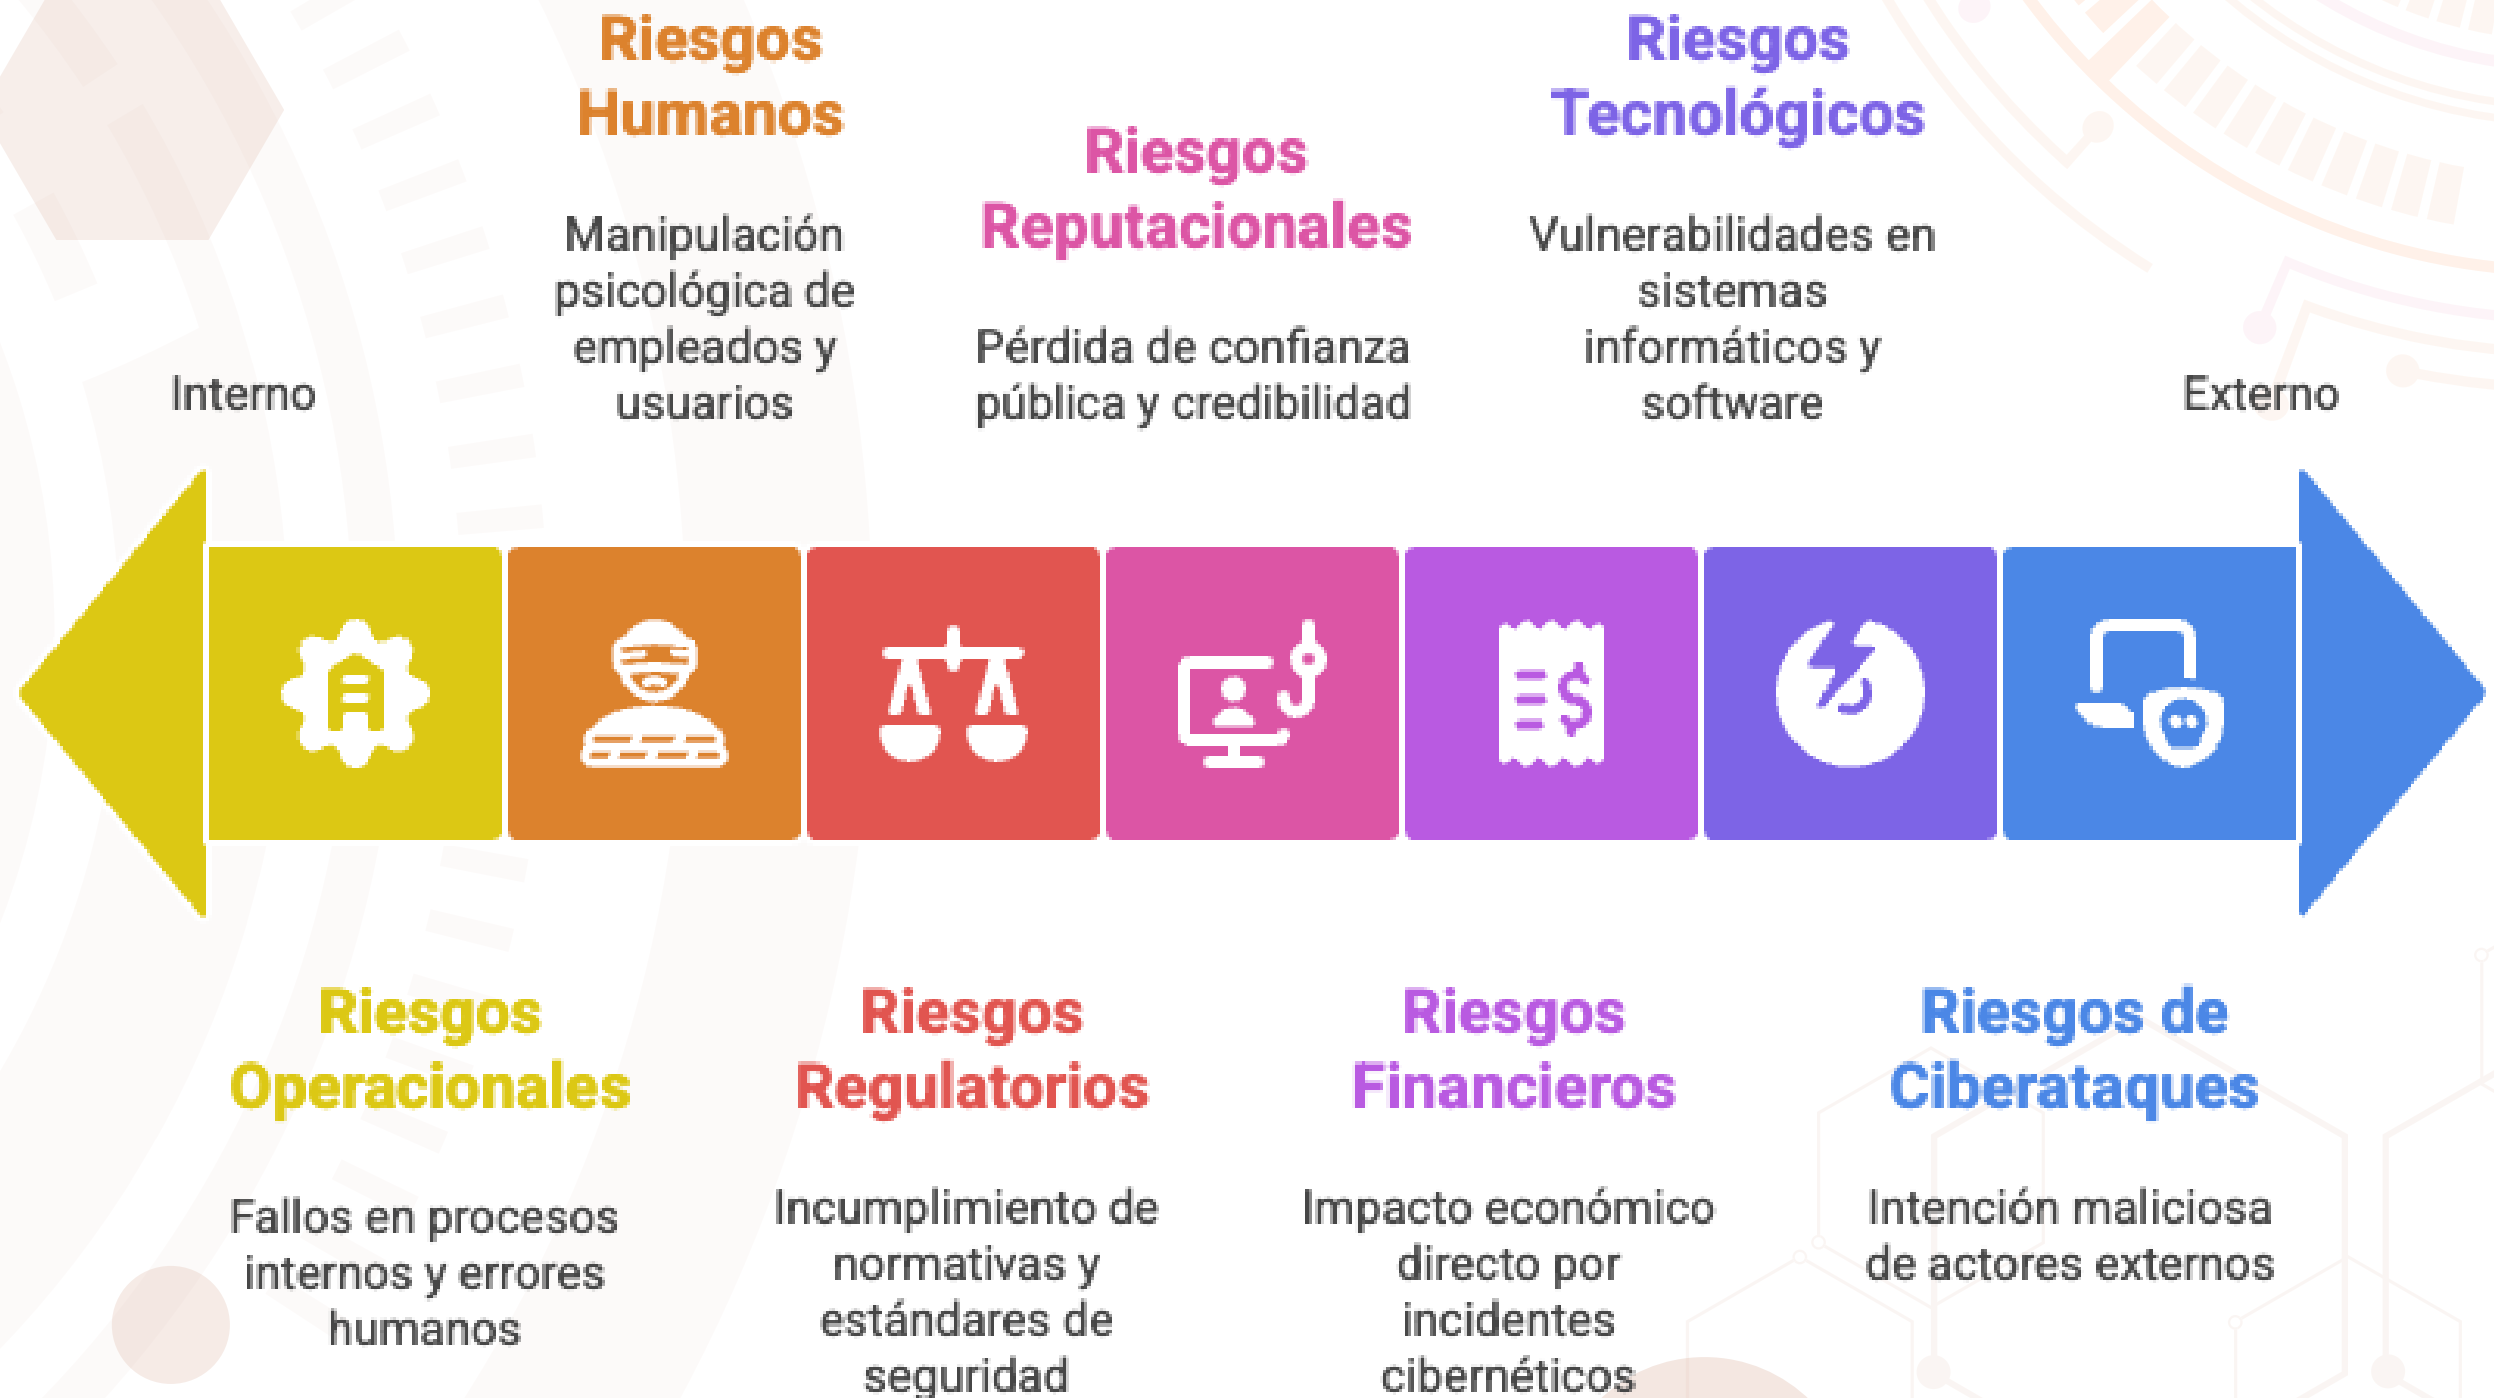 Interno
Riesgos
Humanos
Manipulación
psicológica de
empleados y
usuarios
Riesgos
Reputacionales
Pérdida de confianza
pública y credibilidad
Riesgos
Tecnológicos
Vulnerabilidades en
sistemas
informáticos y
software
Externo
$
Riesgos
Operacionales
Fallos en procesos
internos y errores
humanos
Riesgos
Regulatorios
Incumplimiento de
normativas y
estándares de
seguridad
Riesgos
Financieros
Impacto económico
directo por
incidentes
cibernéticos
Riesgos de
Ciberataques
Intención maliciosa
de actores externos